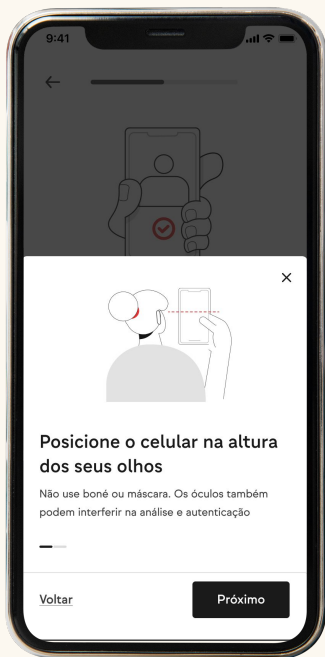 9:41
Posicione o celular na altura
dos seus olhos
Não use boné ou máscara. Os óculos também
podem interferir na análise e autenticação
Voltar
Próximo